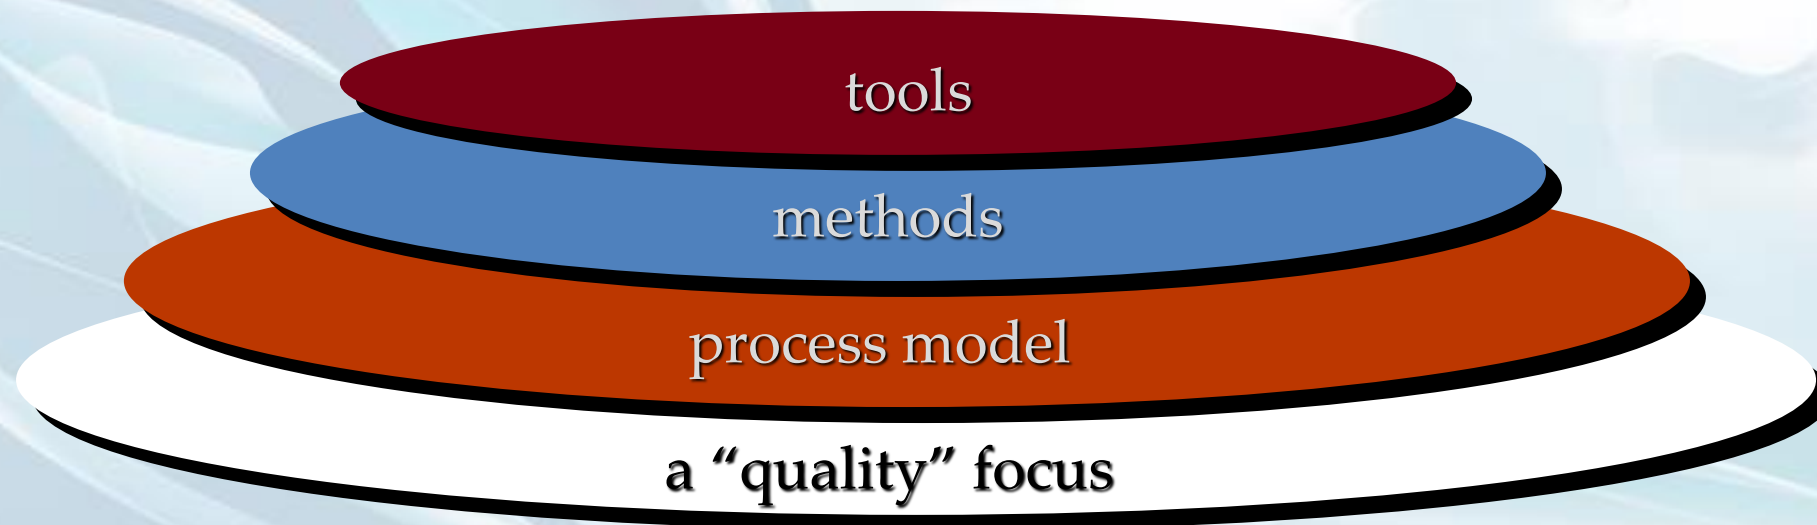 tools
methods
process model
a “quality” focus